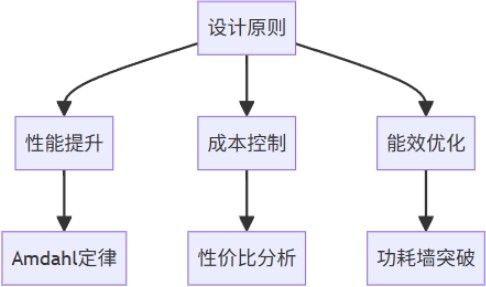 设计原则
性能提升
成本控制
能效优化
Amdahl定律
性价比分析
功耗墙突破